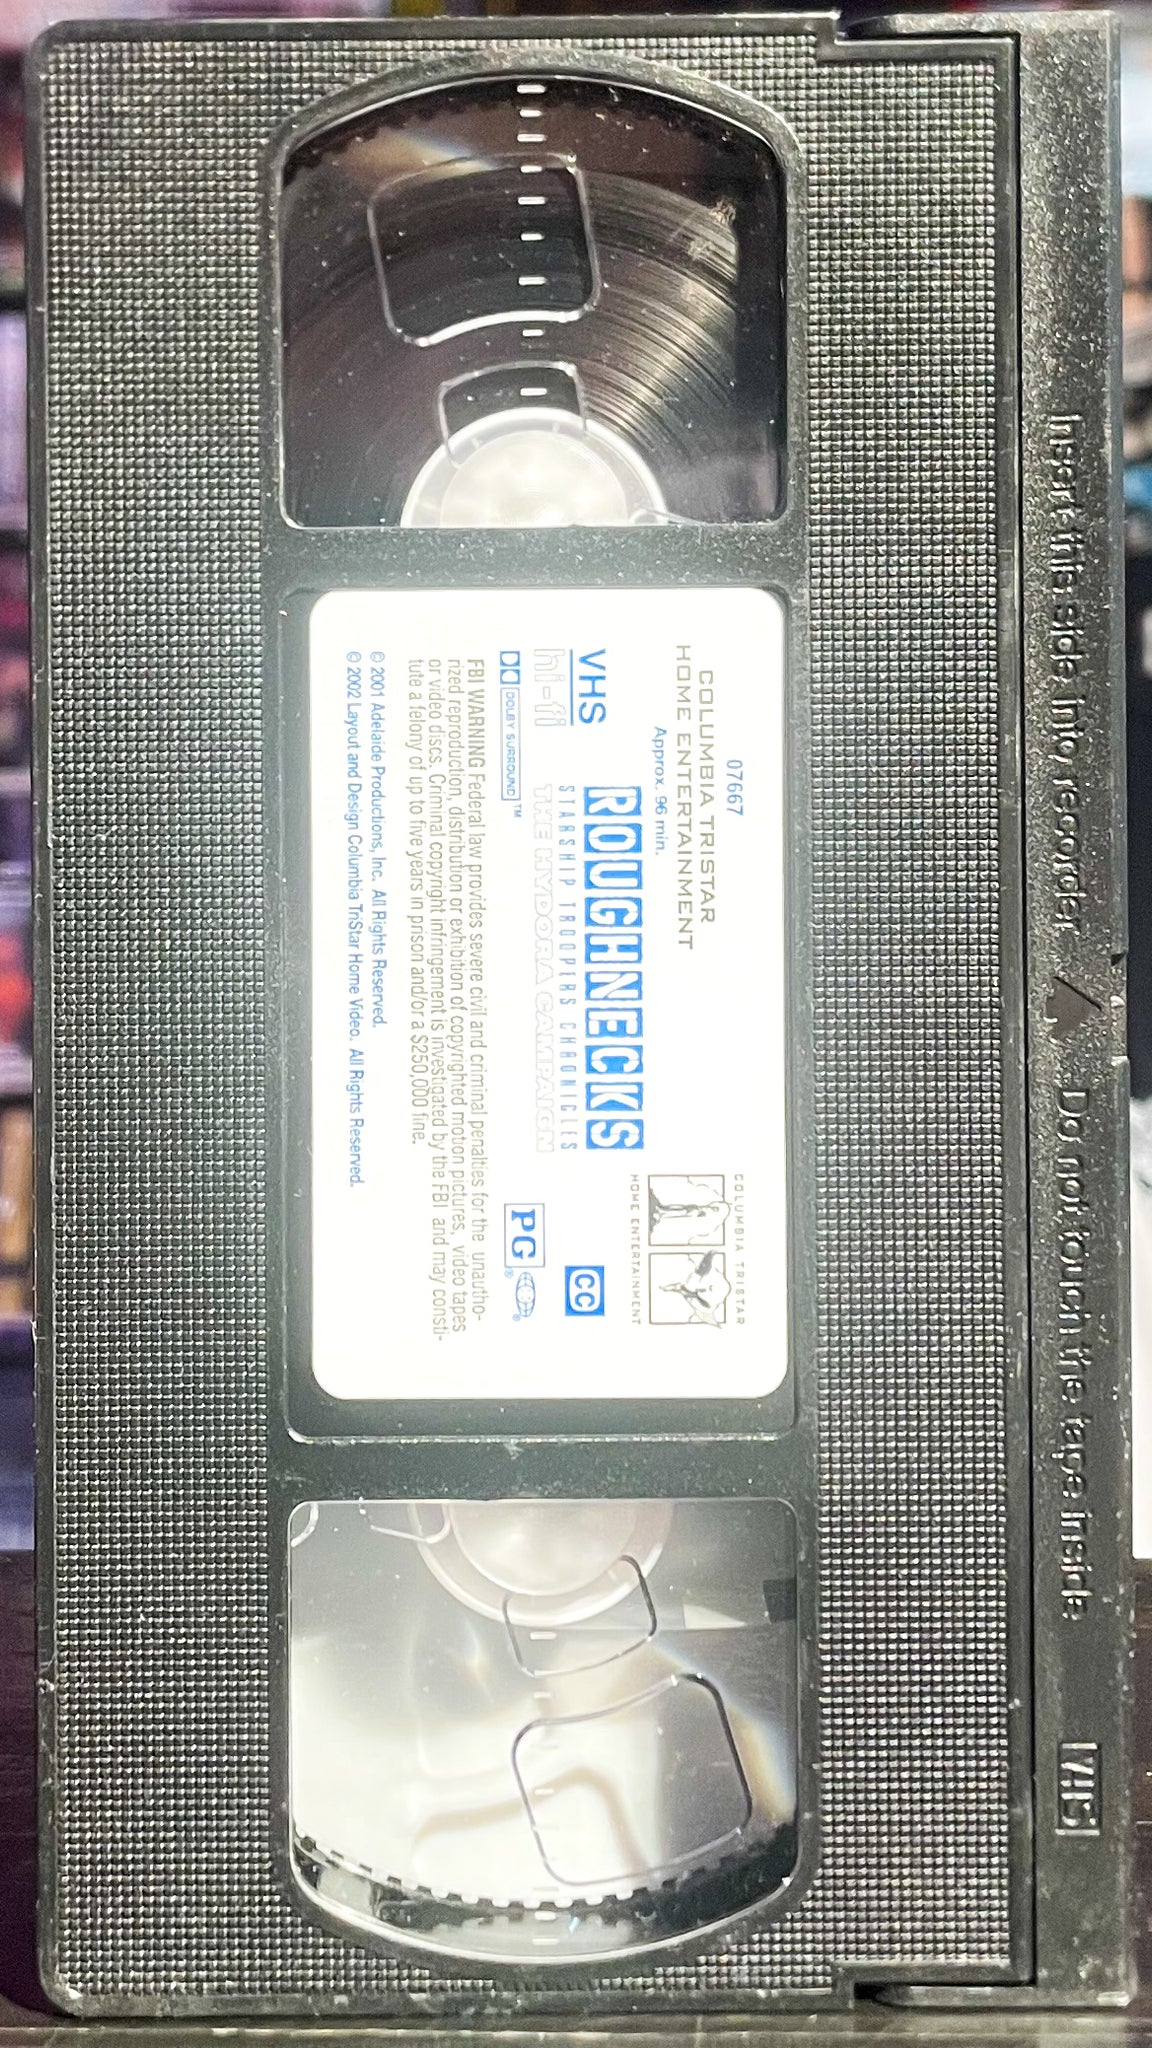 Insert this side into recorder
Do not touch the tape inside
VHS
07667
COLUMBIA TRISTAR
HOME ENTERTAINMENT
Approx. 96 min.
COLUMBIA TRISTAR
HOME ENTERTAINMENT
VHS
hi-fi
DOLBY SURROUND™
ROUGHNECKS
STARSHIP TROOPERS CHRONICLES
THE HYDORA CAMPAIGN
CC
PG®
®
FBI WARNING Federal law provides severe civil and criminal penalties for the unautho-
rized reproduction, distribution or exhibition of copyrighted motion pictures, video tapes
or video discs. Criminal copyright infringement is investigated by the FBI and may consti-
tute a felony of up to five years in prison and/or a $250,000 fine.
© 2001 Adelaide Productions, Inc. All Rights Reserved.
© 2002 Layout and Design Columbia TriStar Home Video. All Rights Reserved.